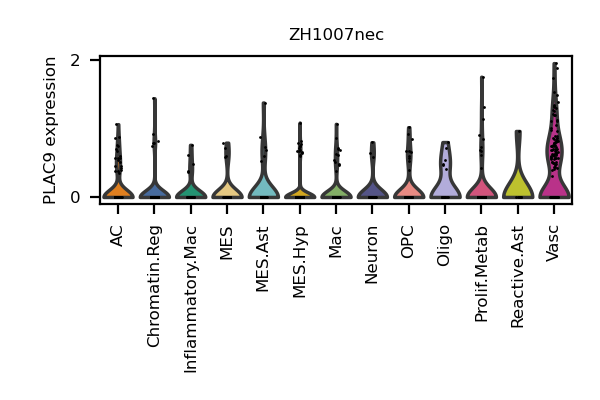 ZH1007nec
PLAC9 expression
2
0
AC
Chromatin.Reg
Inflammatory.Mac
MES
MES.Ast
MES.Hyp
Mac
Neuron
OPC
Oligo
Prolif.Metab
Reactive.Ast
Vasc